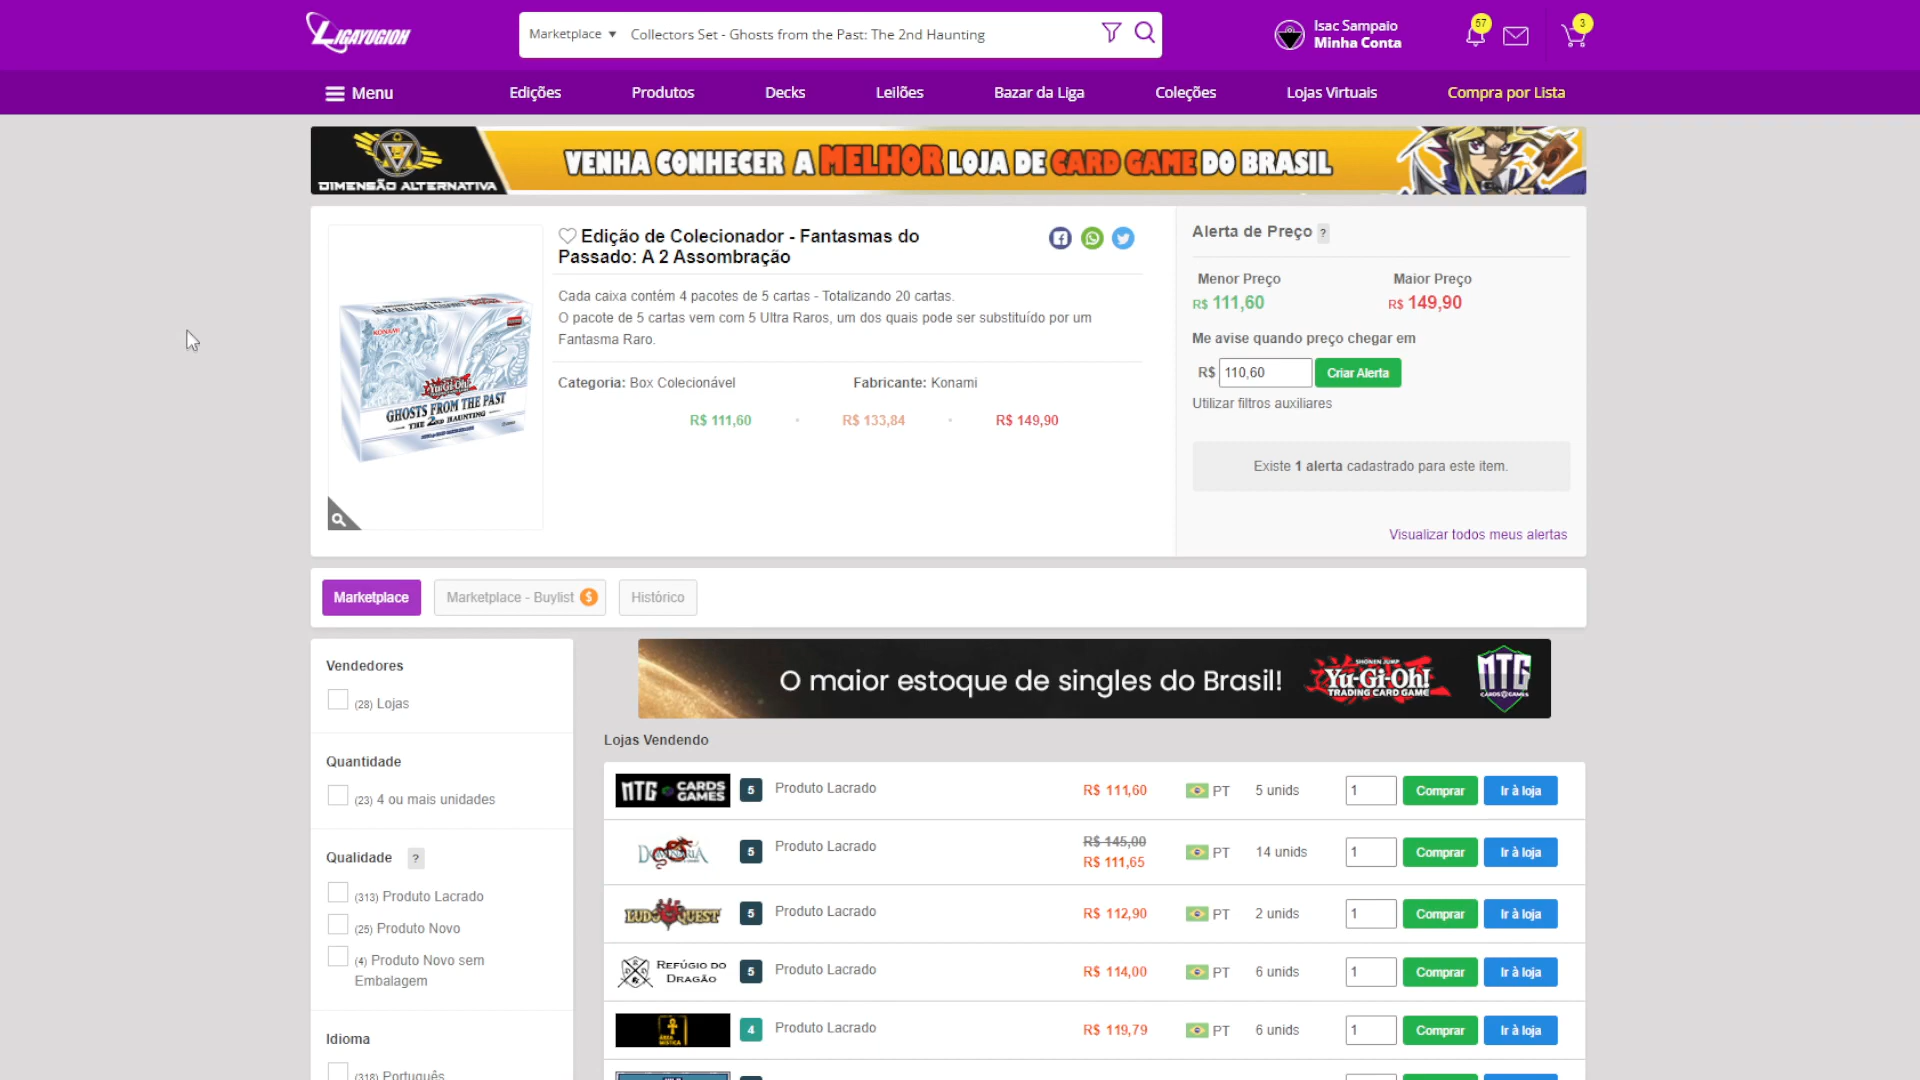 LIGAYUGIOH
Marketplace ▼ Collectors Set - Ghosts from the Past: The 2nd Haunting
Isac Sampaio
Minha Conta
57
3
Menu
Edições
Produtos
Decks
Leilões
Bazar da Liga
Coleções
Lojas Virtuais
Compra por Lista
DIMENSÃO ALTERNATIVA
VENHA CONHECER A MELHOR LOJA DE CARD GAME DO BRASIL
Edição de Colecionador - Fantasmas do
Passado: A 2 Assombração
Cada caixa contém 4 pacotes de 5 cartas - Totalizando 20 cartas.
O pacote de 5 cartas vem com 5 Ultra Raros, um dos quais pode ser substituído por um
Fantasma Raro.
Categoria: Box Colecionável
Fabricante: Konami
R$ 111,60
R$ 133,84
R$ 149,90
KONAMI
Yu-Gi-Oh!
GHOSTS FROM THE PAST
THE 2ND HAUNTING
Alerta de Preço ?
Menor Preço
Maior Preço
R$ 111,60
R$ 149,90
Me avise quando preço chegar em
R$ 110,60 Criar Alerta
Utilizar filtros auxiliares
Existe 1 alerta cadastrado para este item.
Visualizar todos meus alertas
Marketplace
Marketplace - Buylist $
Histórico
Vendedores
(28) Lojas
Quantidade
(23) 4 ou mais unidades
Qualidade ?
(313) Produto Lacrado
(25) Produto Novo
(4) Produto Novo sem
Embalagem
Idioma
(318) Português
O maior estoque de singles do Brasil!
SHONEN JUMP
Yu-Gi-Oh!
TRADING CARD GAME
MTG
CARDS GAMES
Lojas Vendendo
MTG CARDS GAMES 5 Produto Lacrado R$ 111,60 PT 5 unids 1 Comprar Ir à loja
DOMINARIA 5 Produto Lacrado R$ 145,00 R$ 111,65 PT 14 unids 1 Comprar Ir à loja
LUDOQUEST 5 Produto Lacrado R$ 112,90 PT 2 unids 1 Comprar Ir à loja
REFÚGIO DO DRAGÃO 5 Produto Lacrado R$ 114,00 PT 6 unids 1 Comprar Ir à loja
ÁREA MÍSTICA 4 Produto Lacrado R$ 119,79 PT 6 unids 1 Comprar Ir à loja